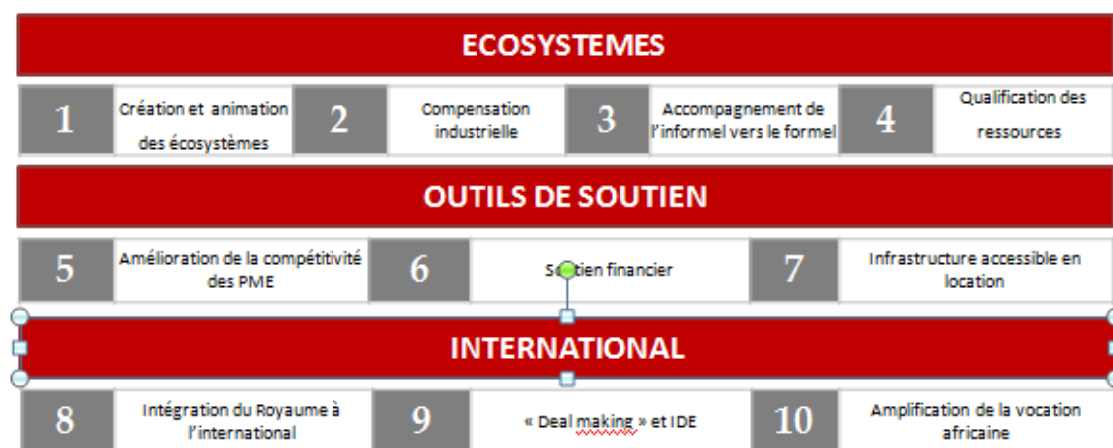 ECOSYSTEMES
1
Création et animation
des écosystèmes
2
Compensation
industrielle
3
Accompagnement de
l'informel vers le formel
4
Qualification des
ressources
OUTILS DE SOUTIEN
5
Amélioration de la compétitivité
des PME
6
Soutien financier
7
Infrastructure accessible en
location
INTERNATIONAL
8
Intégration du Royaume à
l'international
9
« Deal making » et IDE
10
Amplification de la vocation
africaine